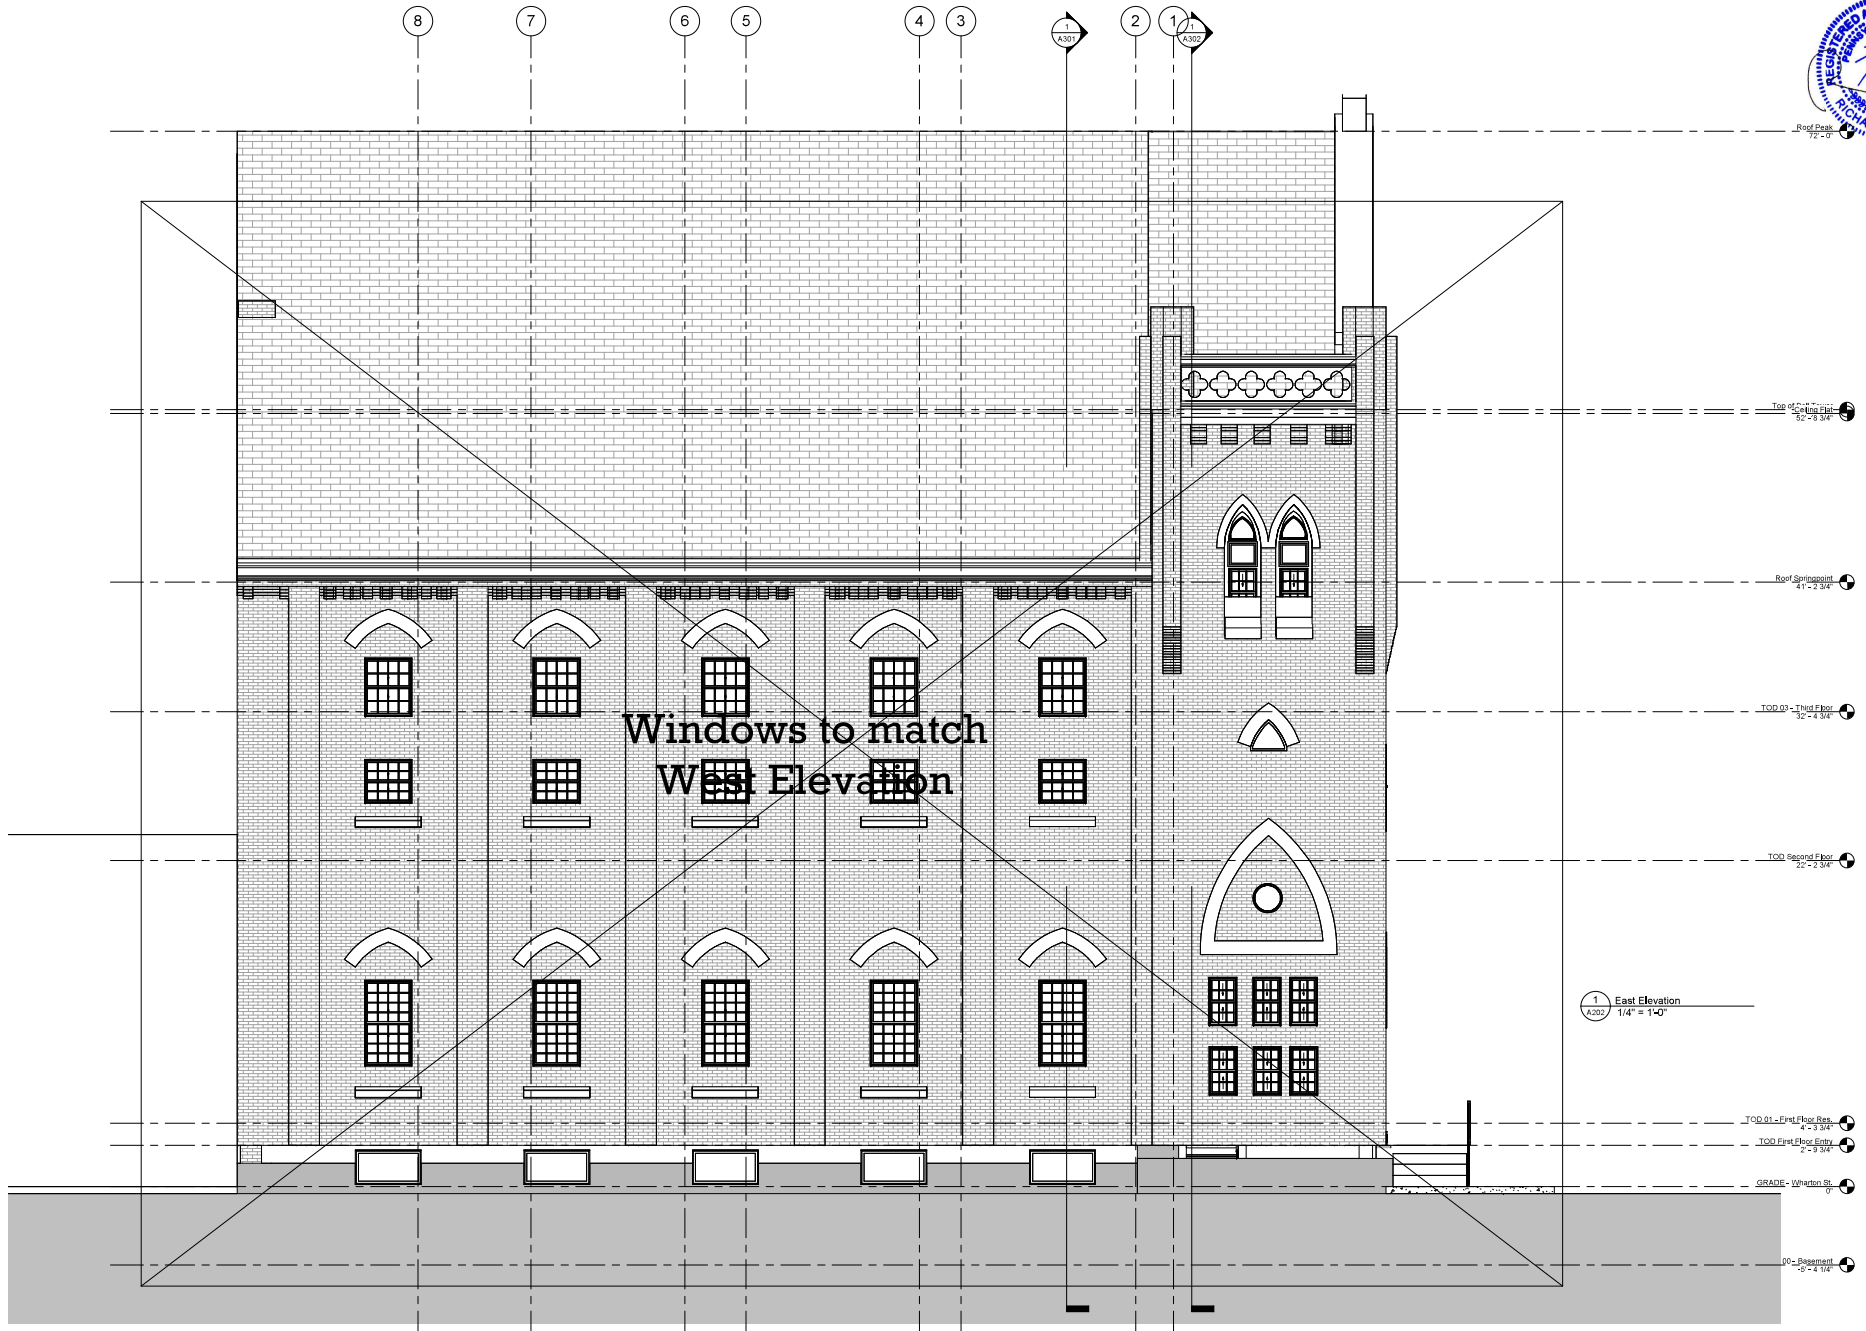 8
7
6
5
4
3
1
A301
2
1
1
A302
REGISTERED
RICHA
Roof Peak
72' - 0"
Ceiling Flat
52' - 8 3/4"
Roof Springpoint
41' - 2 3/4"
TOD 03 - Third Floor
32' - 4 3/4"
Windows to match
West Elevation
TOD Second Floor
22' - 2 3/4"
1
A202
East Elevation
1/4" = 1'-0"
TOD 01 - First Floor Res.
4' - 3 3/4"
TOD First Floor Entry
2' - 9 3/4"
GRADE - Wharton St.
0"
00 - Basement
-5' - 4 1/4"